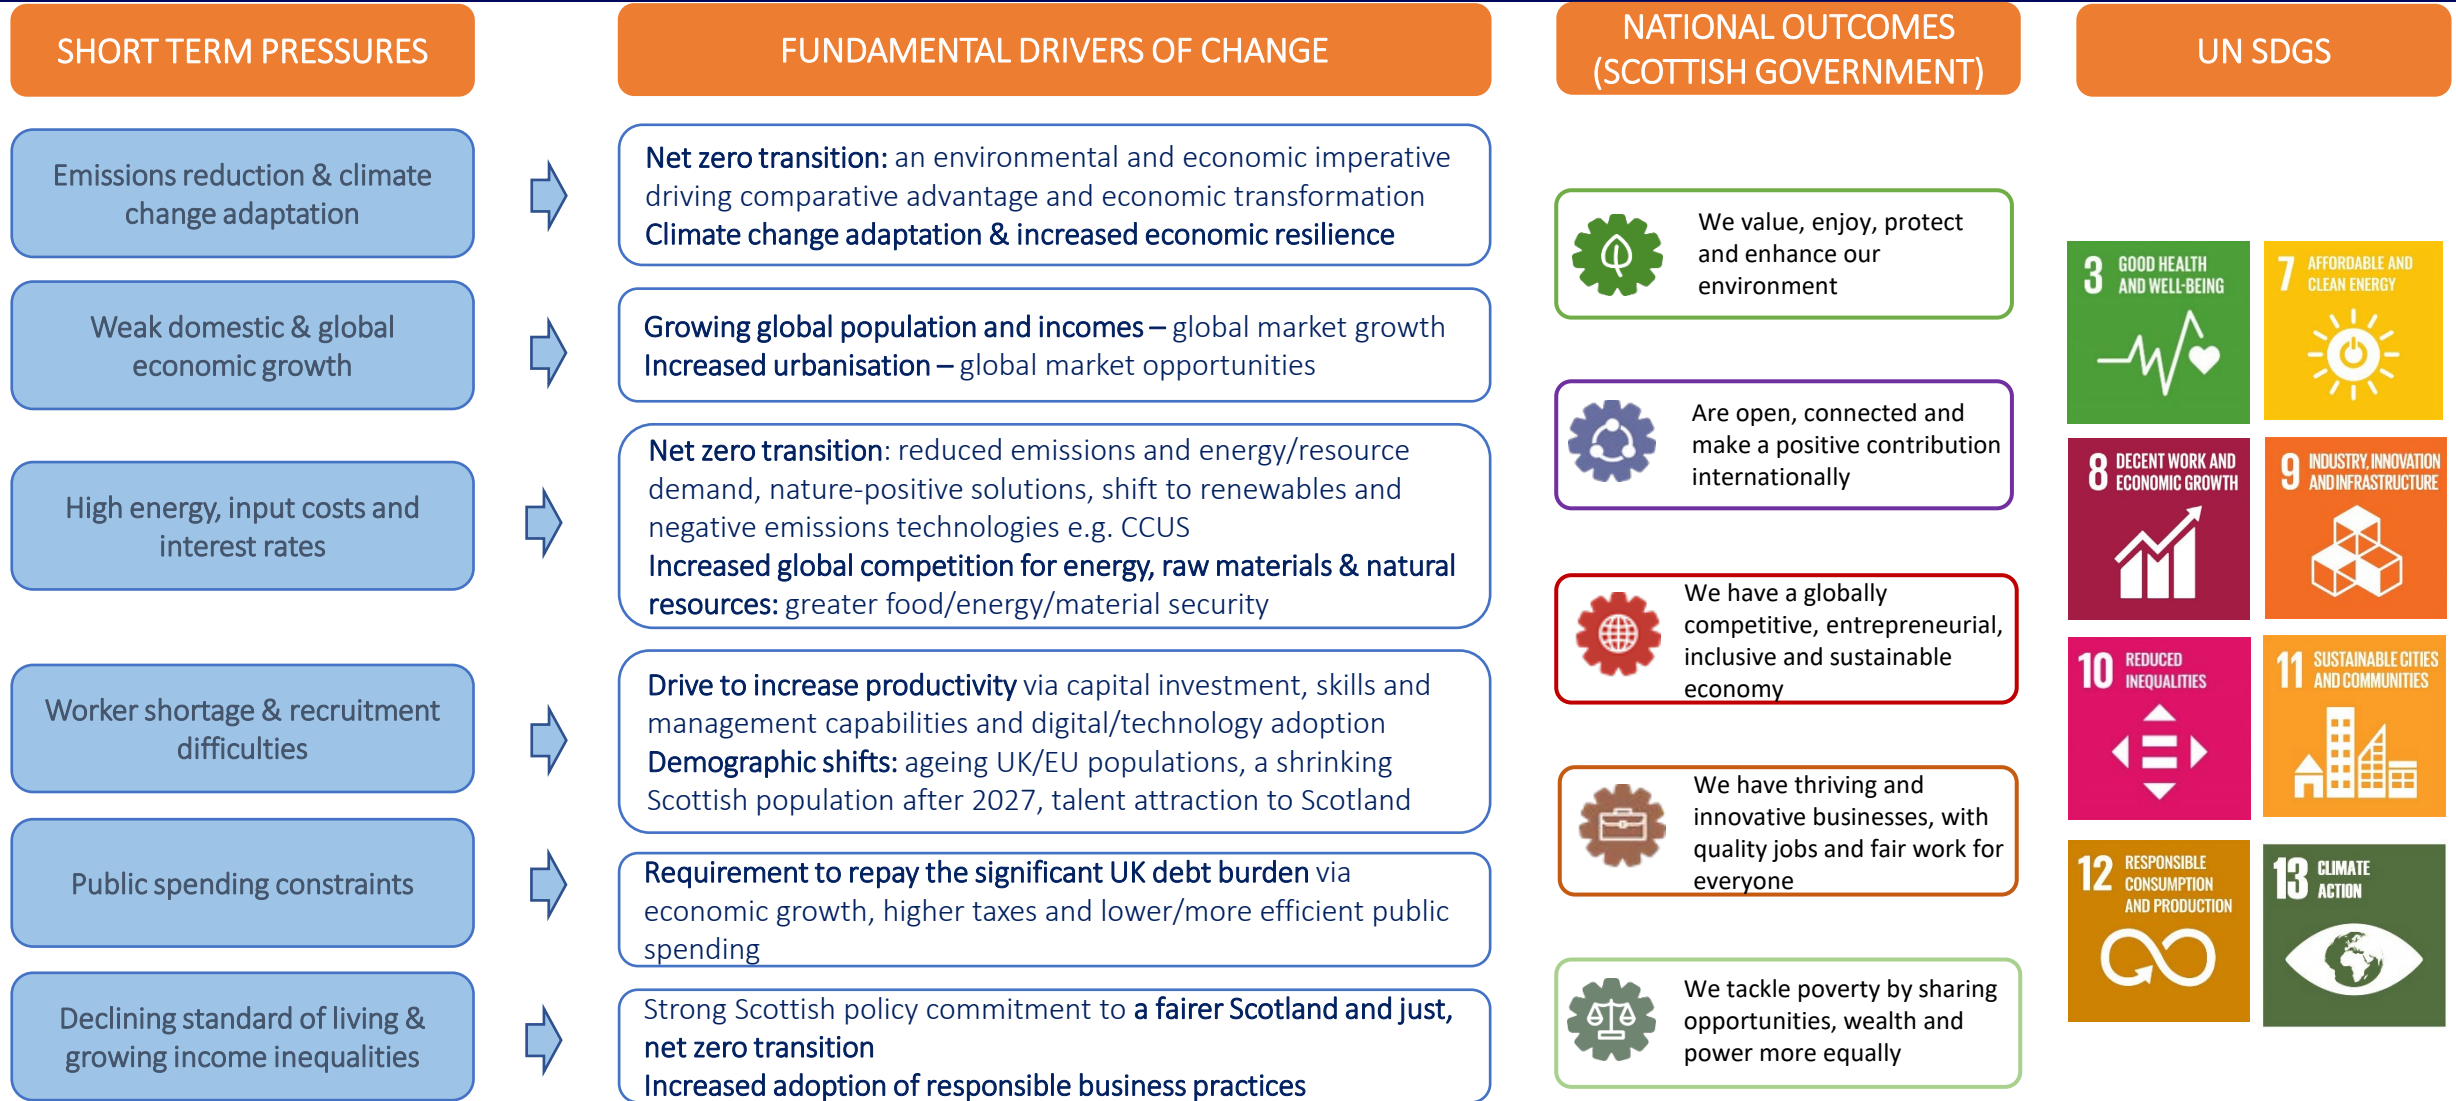 SHORT TERM PRESSURES
Emissions reduction & climate
change adaptation
Weak domestic & global
economic growth
High energy, input costs and
interest rates
Worker shortage & recruitment
difficulties
Public spending constraints
Declining standard of living &
growing income inequalities
FUNDAMENTAL DRIVERS OF CHANGE
Net zero transition: an environmental and economic imperative
driving comparative advantage and economic transformation
Climate change adaptation & increased economic resilience
Growing global population and incomes – global market growth
Increased urbanisation – global market opportunities
Net zero transition: reduced emissions and energy/resource
demand, nature-positive solutions, shift to renewables and
negative emissions technologies e.g. CCUS
Increased global competition for energy, raw materials & natural
resources: greater food/energy/material security
Drive to increase productivity via capital investment, skills and
management capabilities and digital/technology adoption
Demographic shifts: ageing UK/EU populations, a shrinking
Scottish population after 2027, talent attraction to Scotland
Requirement to repay the significant UK debt burden via
economic growth, higher taxes and lower/more efficient public
spending
Strong Scottish policy commitment to a fairer Scotland and just,
net zero transition
Increased adoption of responsible business practices
NATIONAL OUTCOMES
(SCOTTISH GOVERNMENT)
We value, enjoy, protect
and enhance our
environment
Are open, connected and
make a positive contribution
internationally
We have a globally
competitive, entrepreneurial,
inclusive and sustainable
economy
We have thriving and
innovative businesses, with
quality jobs and fair work for
everyone
We tackle poverty by sharing
opportunities, wealth and
power more equally
UN SDGS
3 GOOD HEALTH
AND WELL-BEING
7 AFFORDABLE AND
CLEAN ENERGY
8 DECENT WORK AND
ECONOMIC GROWTH
9 INDUSTRY, INNOVATION
AND INFRASTRUCTURE
10 REDUCED
INEQUALITIES
11 SUSTAINABLE CITIES
AND COMMUNITIES
12 RESPONSIBLE
CONSUMPTION
AND PRODUCTION
13 CLIMATE
ACTION